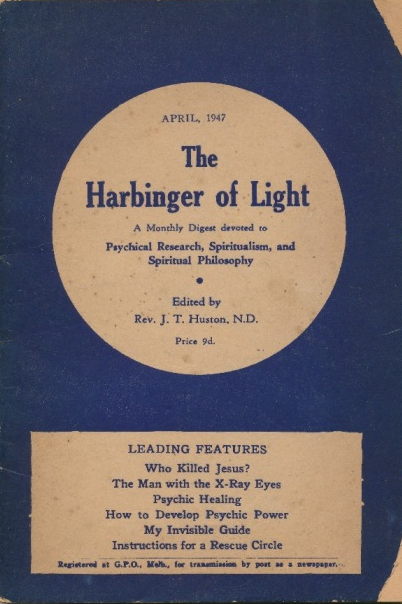 APRIL, 1947
The
Harbinger of Light
A Monthly Digest devoted to
Psychical Research, Spiritualism, and
Spiritual Philosophy
•
Edited by
Rev. J. T. Huston, N.D.
Price 9d.
LEADING FEATURES
Who Killed Jesus?
The Man with the X-Ray Eyes
Psychic Healing
How to Develop Psychic Power
My Invisible Guide
Instructions for a Rescue Circle
Registered at G.P.O., Melb., for transmission by post as a newspaper.